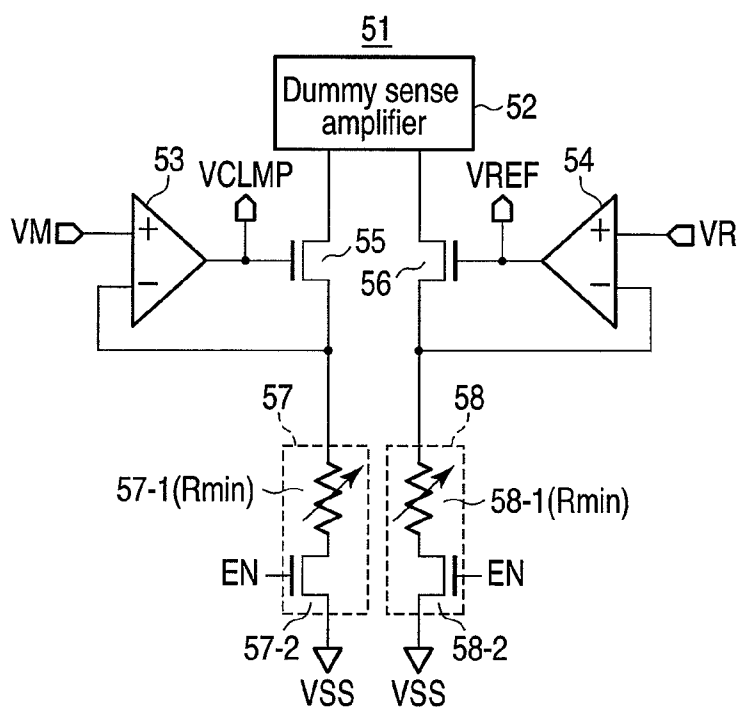 51
Dummy sense
amplifier
52
53
VCLMP
VREF
54
VM
+
−
55
56
+
−
VR
57
58
57-1(Rmin)
58-1(Rmin)
EN
EN
57-2
58-2
VSS
VSS